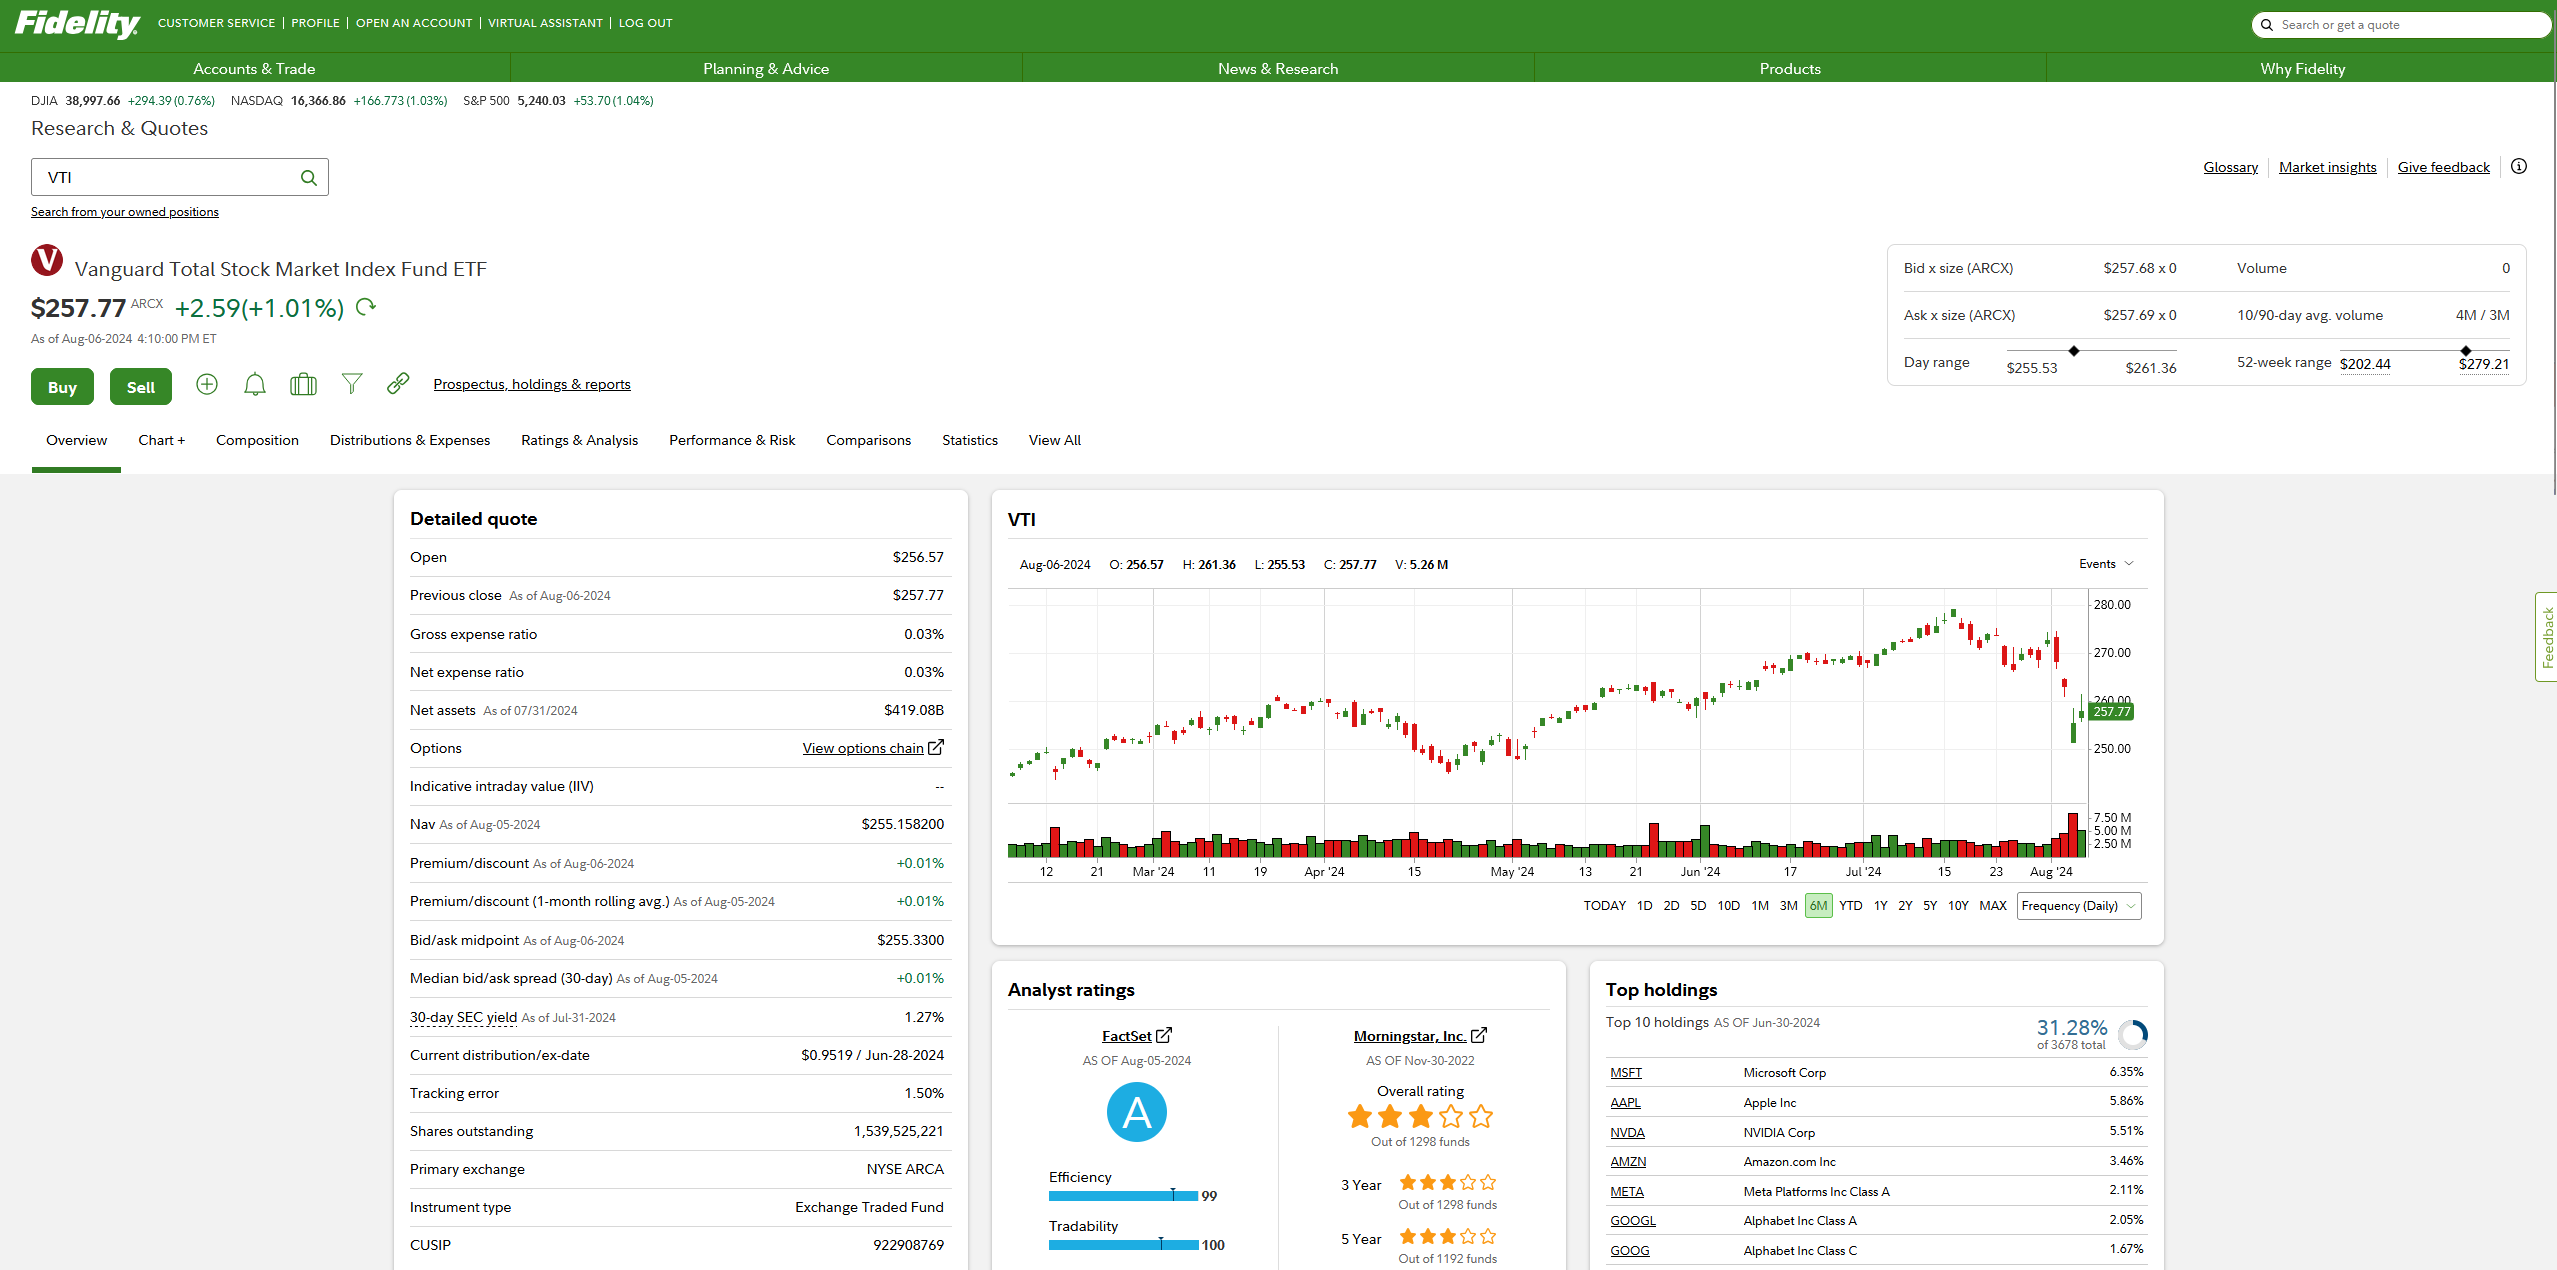 Fidelity
CUSTOMER SERVICE | PROFILE | OPEN AN ACCOUNT | VIRTUAL ASSISTANT | LOG OUT
Search or get a quote
Accounts & Trade Planning & Advice News & Research Products Why Fidelity
DJIA 38,997.66 +294.39 (0.76%) NASDAQ 16,366.86 +166.773 (1.03%) S&P 500 5,240.03 +53.70 (1.04%)
Research & Quotes
VTI
Search from your owned positions
Glossary Market insights Give feedback
V
Vanguard Total Stock Market Index Fund ETF
$257.77 ARCX +2.59(+1.01%)
As of Aug-06-2024 4:10:00 PM ET
Buy Sell Prospectus, holdings & reports
Bid x size (ARCX) $257.68 x 0 Volume 0
Ask x size (ARCX) $257.69 x 0 10/90-day avg. volume 4M / 3M
Day range $255.53 $261.36 52-week range $202.44 $279.21
Overview Chart + Composition Distributions & Expenses Ratings & Analysis Performance & Risk Comparisons Statistics View All
Detailed quote
Open $256.57
Previous close As of Aug-06-2024 $257.77
Gross expense ratio 0.03%
Net expense ratio 0.03%
Net assets As of 07/31/2024 $419.08B
Options View options chain
Indicative intraday value (IIV) --
Nav As of Aug-05-2024 $255.158200
Premium/discount As of Aug-06-2024 +0.01%
Premium/discount (1-month rolling avg.) As of Aug-05-2024 +0.01%
Bid/ask midpoint As of Aug-06-2024 $255.3300
Median bid/ask spread (30-day) As of Aug-05-2024 +0.01%
30-day SEC yield As of Jul-31-2024 1.27%
Current distribution/ex-date $0.9519 / Jun-28-2024
Tracking error 1.50%
Shares outstanding 1,539,525,221
Primary exchange NYSE ARCA
Instrument type Exchange Traded Fund
CUSIP 922908769
VTI
Aug-06-2024 O: 256.57 H: 261.36 L: 255.53 C: 257.77 V: 5.26 M
Events
280.00
270.00
260.00
257.77
250.00
7.50 M
5.00 M
2.50 M
12 21 Mar '24 11 19 Apr '24 15 May '24 13 21 Jun '24 17 Jul '24 15 23 Aug '24
TODAY 1D 2D 5D 10D 1M 3M 6M YTD 1Y 2Y 5Y 10Y MAX Frequency (Daily)
Analyst ratings
FactSet
AS OF Aug-05-2024
A
Efficiency
99
Tradability
100
Morningstar, Inc.
AS OF Nov-30-2022
Overall rating
Out of 1298 funds
3 Year
Out of 1298 funds
5 Year
Out of 1192 funds
Top holdings
Top 10 holdings AS OF Jun-30-2024
31.28%
of 3678 total
MSFT Microsoft Corp 6.35%
AAPL Apple Inc 5.86%
NVDA NVIDIA Corp 5.51%
AMZN Amazon.com Inc 3.46%
META Meta Platforms Inc Class A 2.11%
GOOGL Alphabet Inc Class A 2.05%
GOOG Alphabet Inc Class C 1.67%
Feedback